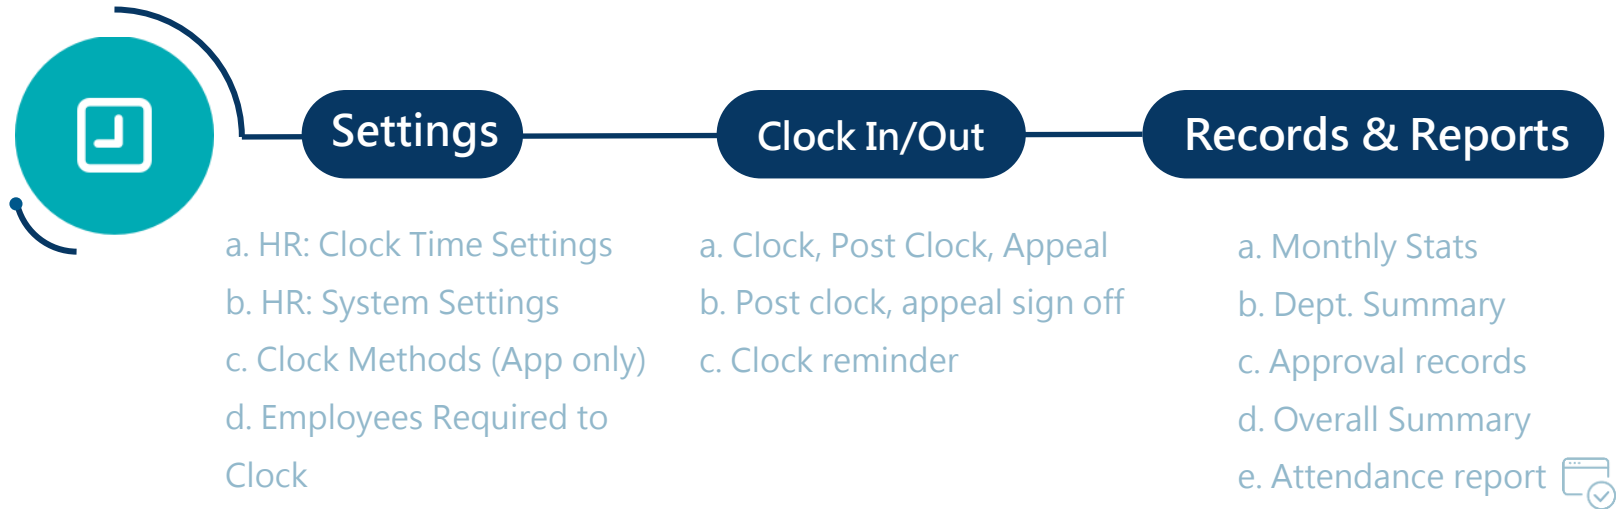 Settings
Clock In/Out
Records & Reports
a. HR: Clock Time Settings
b. HR: System Settings
c. Clock Methods (App only)
d. Employees Required to
Clock
a. Clock, Post Clock, Appeal
b. Post clock, appeal sign off
c. Clock reminder
a. Monthly Stats
b. Dept. Summary
c. Approval records
d. Overall Summary
e. Attendance report